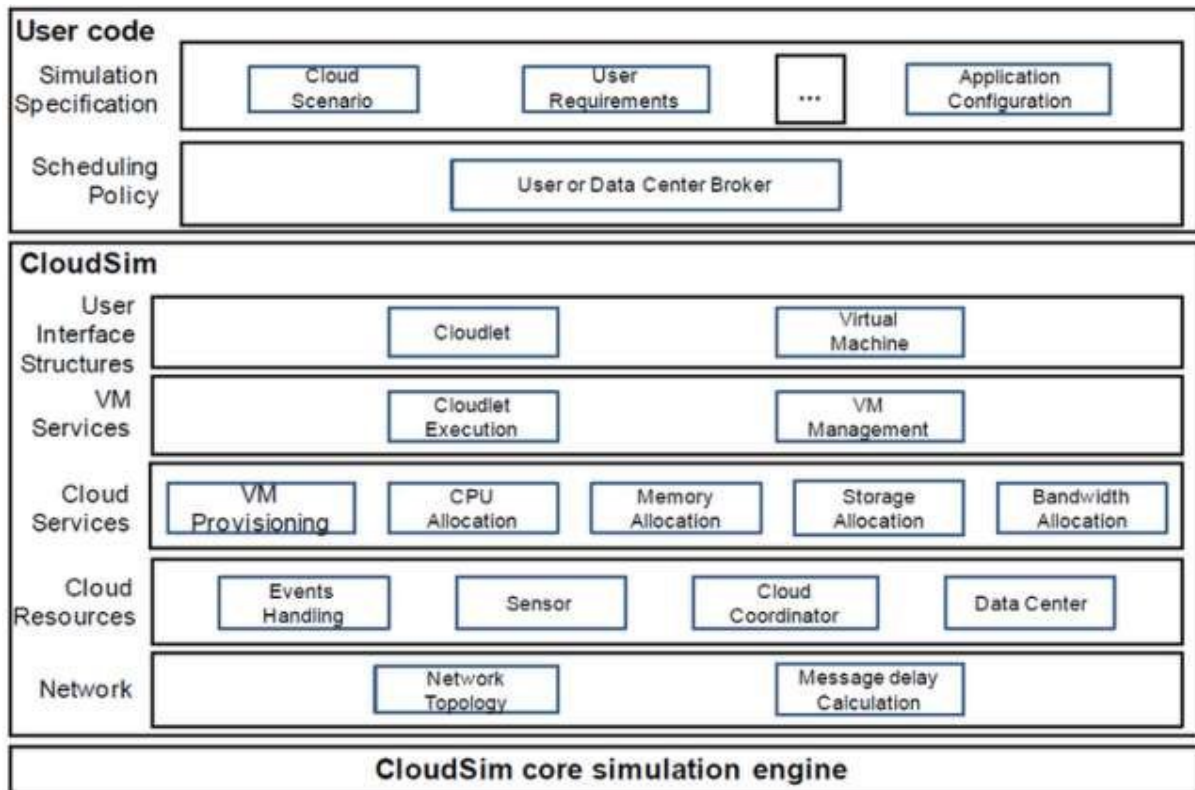 User code
Simulation
Specification
Cloud
Scenario
User
Requirements
...
Application
Configuration
Scheduling
Policy
User or Data Center Broker
CloudSim
User
Interface
Structures
Cloudlet
Virtual
Machine
VM
Services
Cloudlet
Execution
VM
Management
Cloud
Services
VM
Provisioning
CPU
Allocation
Memory
Allocation
Storage
Allocation
Bandwidth
Allocation
Cloud
Resources
Events
Handling
Sensor
Cloud
Coordinator
Data Center
Network
Network
Topology
Message delay
Calculation
CloudSim core simulation engine